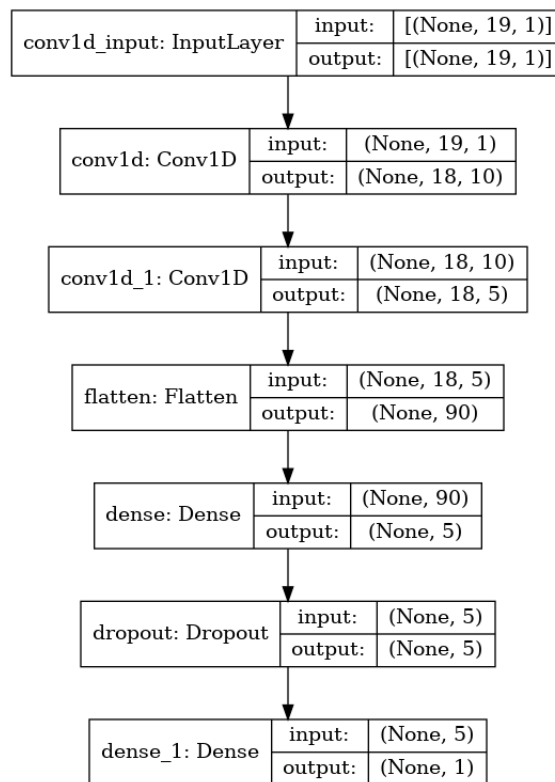 conv1d_input: InputLayer
input: [(None, 19, 1)]
output: [(None, 19, 1)]
conv1d: Conv1D
input: (None, 19, 1)
output: (None, 18, 10)
conv1d_1: Conv1D
input: (None, 18, 10)
output: (None, 18, 5)
flatten: Flatten
input: (None, 18, 5)
output: (None, 90)
dense: Dense
input: (None, 90)
output: (None, 5)
dropout: Dropout
input: (None, 5)
output: (None, 5)
dense_1: Dense
input: (None, 5)
output: (None, 1)